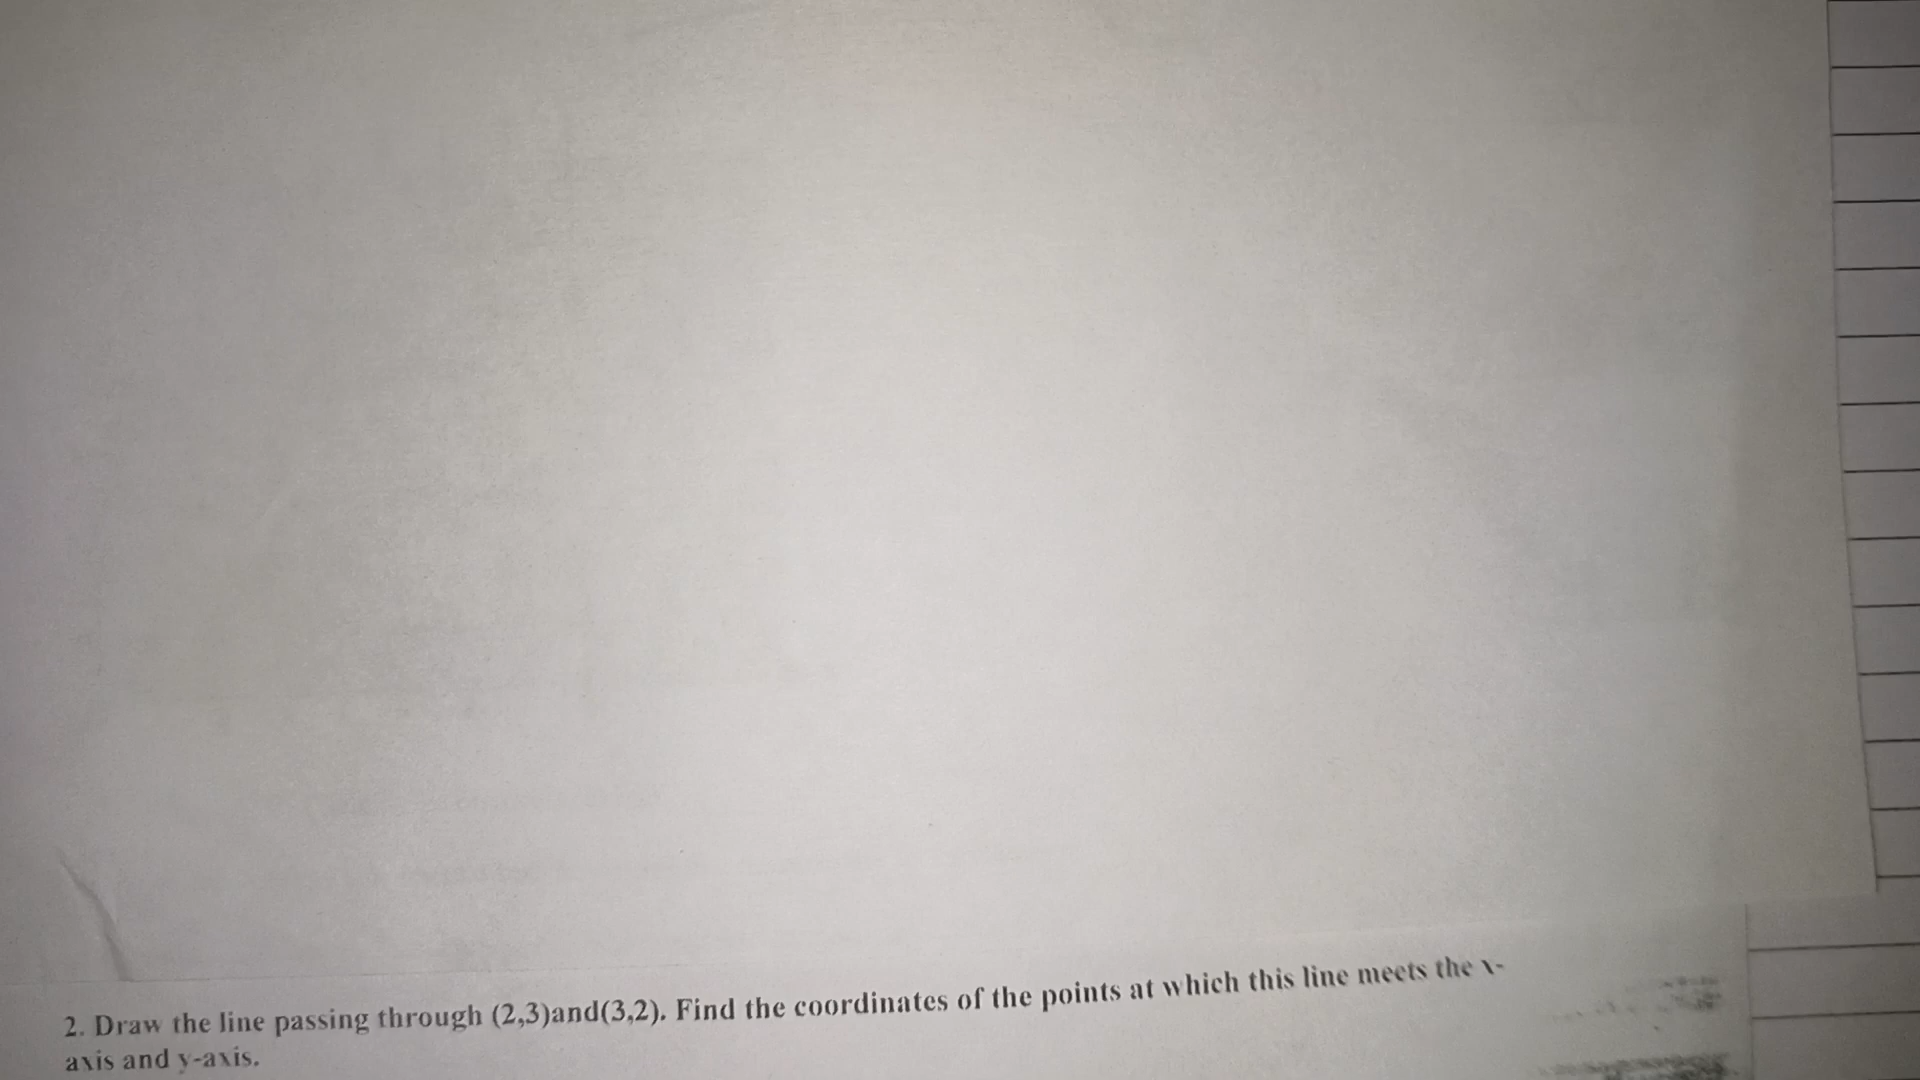 2. Draw the line passing through (2,3)and(3,2). Find the coordinates of the points at which this line meets the x-
axis and y-axis.